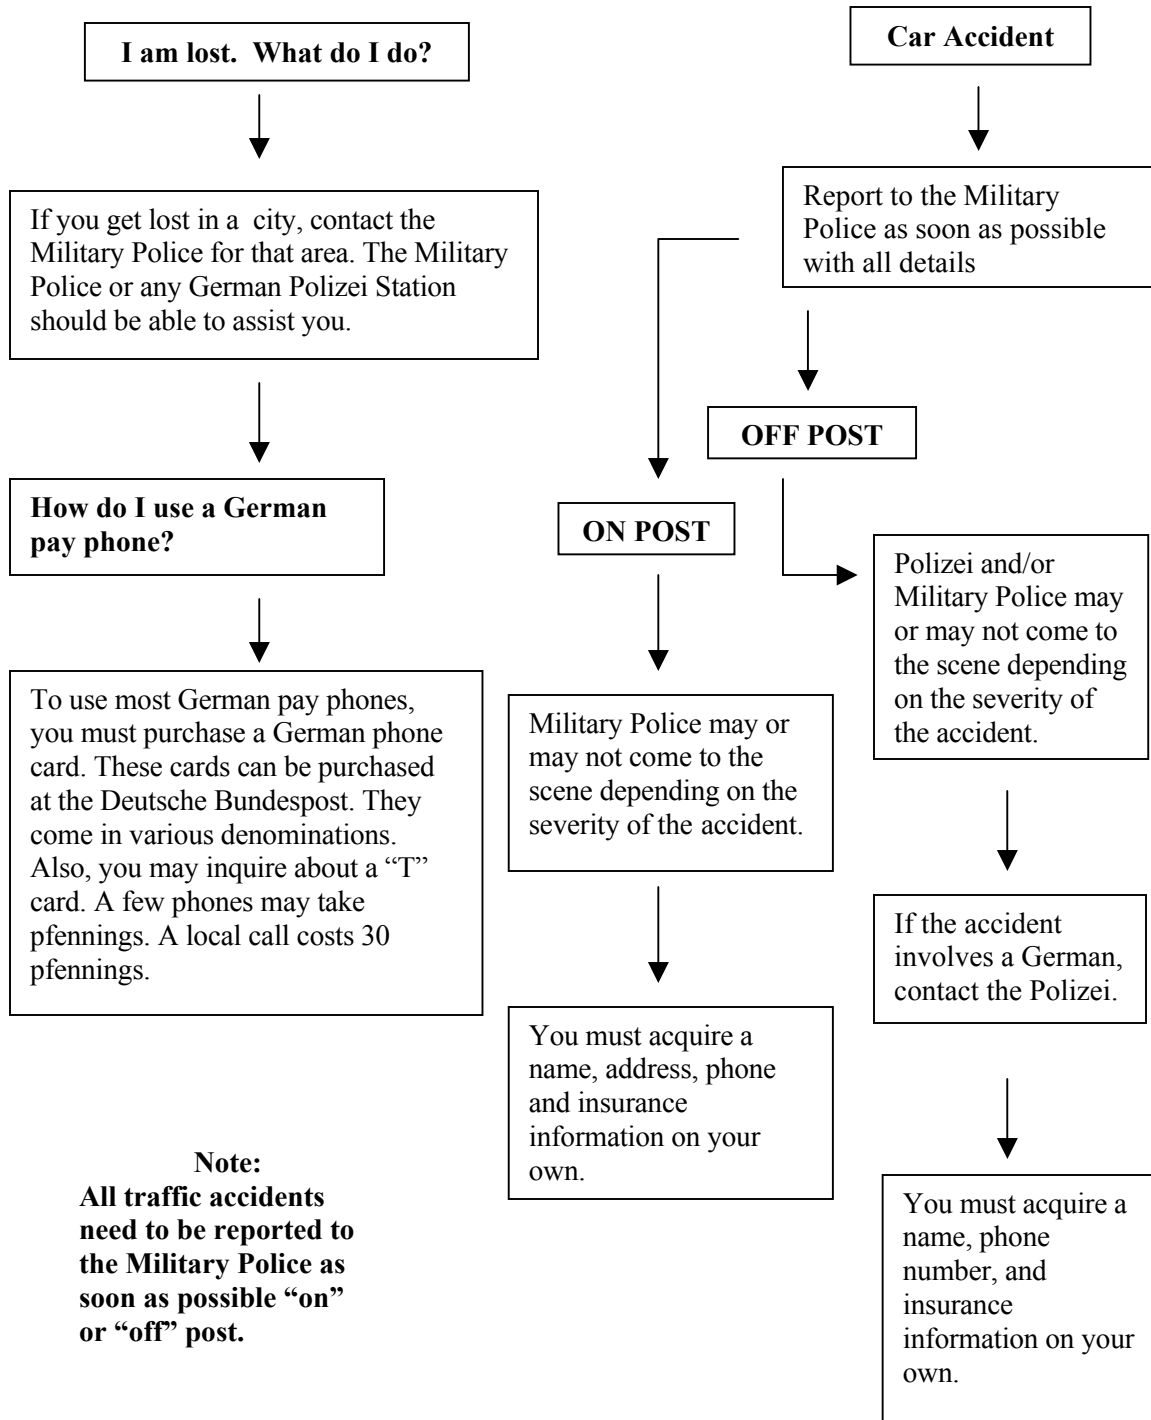 I am lost.  What do I do?
If you get lost in a  city, contact the
Military Police for that area. The Military
Police or any German Polizei Station
should be able to assist you.
How do I use a German
pay phone?
To use most German pay phones,
you must purchase a German phone
card. These cards can be purchased
at the Deutsche Bundespost. They
come in various denominations.
Also, you may inquire about a “T”
card. A few phones may take
pfennings. A local call costs 30
pfennings.
Note:
All traffic accidents
need to be reported to
the Military Police as
soon as possible “on”
or “off” post.
Car Accident
Report to the Military
Police as soon as possible
with all details
ON POST
Military Police may or
may not come to the
scene depending on the
severity of the accident.
You must acquire a
name, address, phone
and insurance
information on your
own.
OFF POST
Polizei and/or
Military Police may
or may not come to
the scene depending
on the severity of
the accident.
If the accident
involves a German,
contact the Polizei.
You must acquire a
name, phone
number, and
insurance
information on your
own.